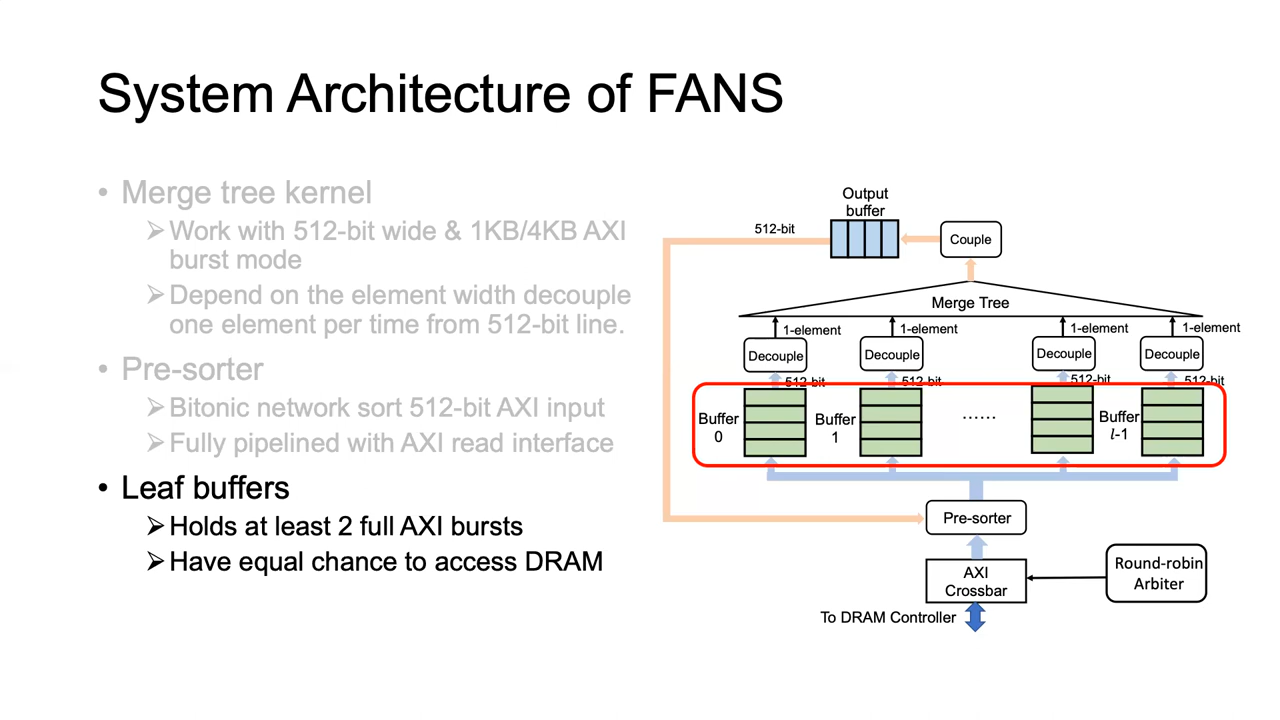 System Architecture of FANS
• Merge tree kernel
➢ Work with 512-bit wide & 1KB/4KB AXI
burst mode
➢ Depend on the element width decouple
one element per time from 512-bit line.
• Pre-sorter
➢ Bitonic network sort 512-bit AXI input
➢ Fully pipelined with AXI read interface
• Leaf buffers
➢ Holds at least 2 full AXI bursts
➢ Have equal chance to access DRAM
Output
buffer
512-bit
Couple
Merge Tree
1-element
1-element
1-element
1-element
Decouple
Decouple
Decouple
Decouple
512-bit
512-bit
512-bit
512-bit
Buffer
0
Buffer
1
......
Buffer
l-1
Pre-sorter
AXI
Crossbar
Round-robin
Arbiter
To DRAM Controller